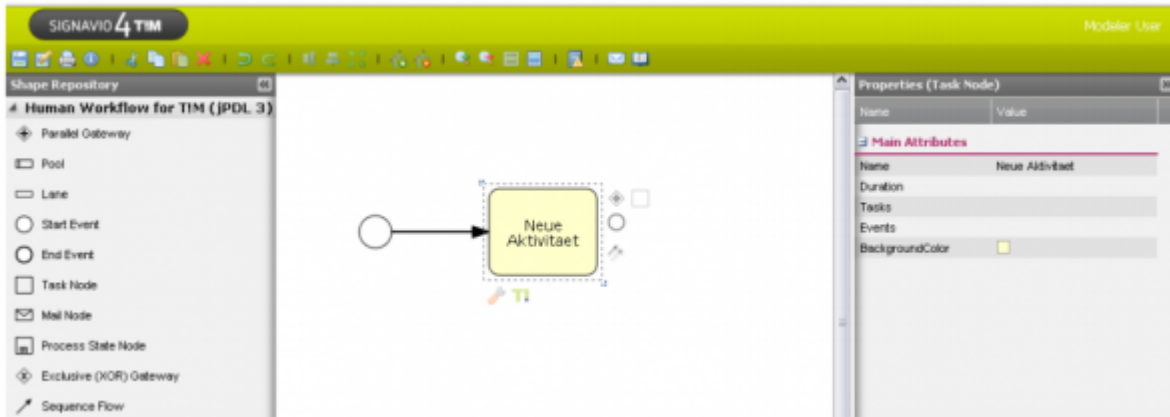 SIGNAVIO 4 TIM
Modeler User
Shape Repository
Human Workflow for TIM (jPDL 3)
Parallel Gateway
Pool
Lane
Start Event
End Event
Task Node
Mail Node
Process State Node
Exclusive (XOR) Gateway
Sequence Flow
Neue
Aktivitaet
Properties (Task Node)
Name Value
Main Attributes
Name Neue Aktivitaet
Duration
Tasks
Events
BackgroundColor